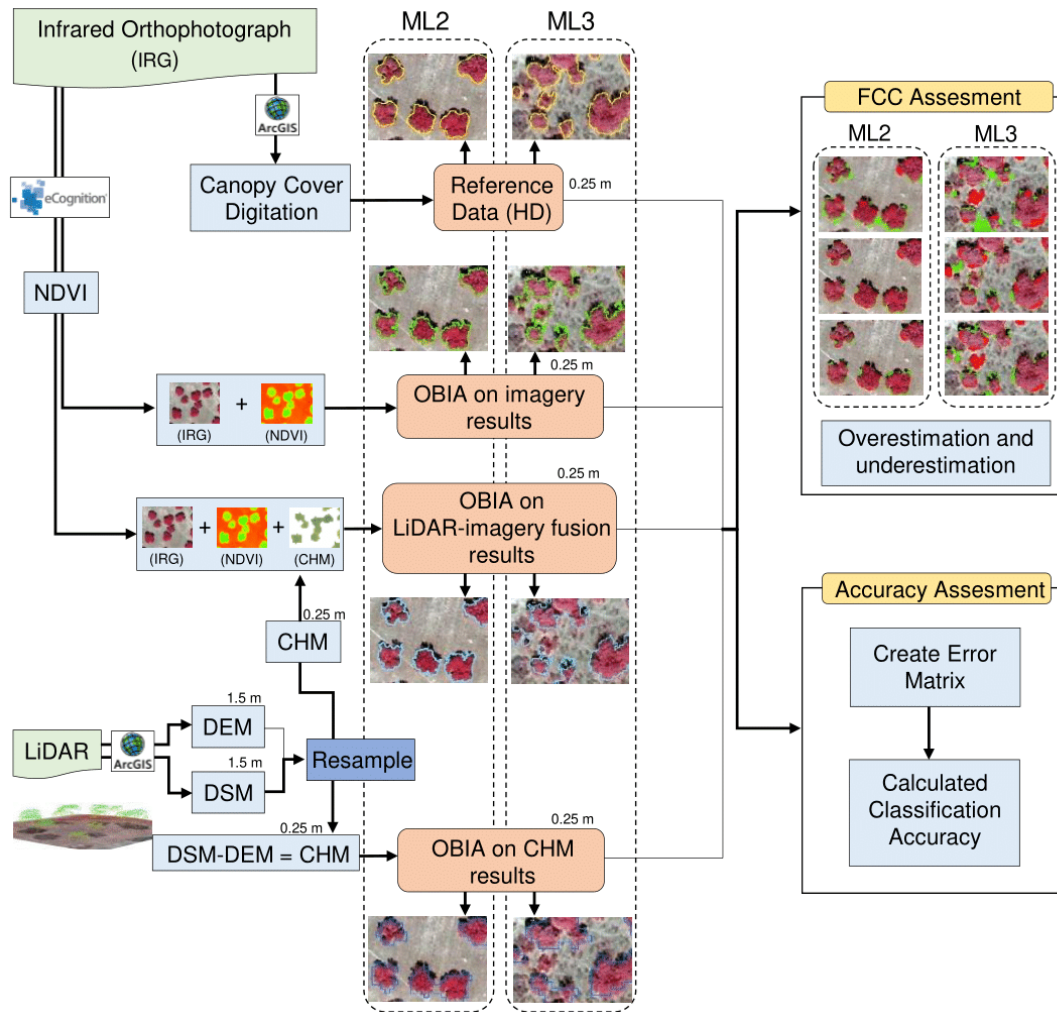 Infrared Orthophotograph
(IRG)
ArcGIS
eCognition
Canopy Cover
Digitation
NDVI
(IRG)
+
(NDVI)
(IRG)
+
(NDVI)
+
(CHM)
0.25 m
CHM
LiDAR
ArcGIS
1.5 m
DEM
1.5 m
DSM
Resample
0.25 m
DSM-DEM = CHM
ML2
ML3
Reference
Data (HD)
0.25 m
0.25 m
OBIA on imagery
results
0.25 m
OBIA on
LiDAR-imagery fusion
results
0.25 m
OBIA on CHM
results
FCC Assesment
ML2
ML3
Overestimation and
underestimation
Accuracy Assesment
Create Error
Matrix
Calculated
Classification
Accuracy